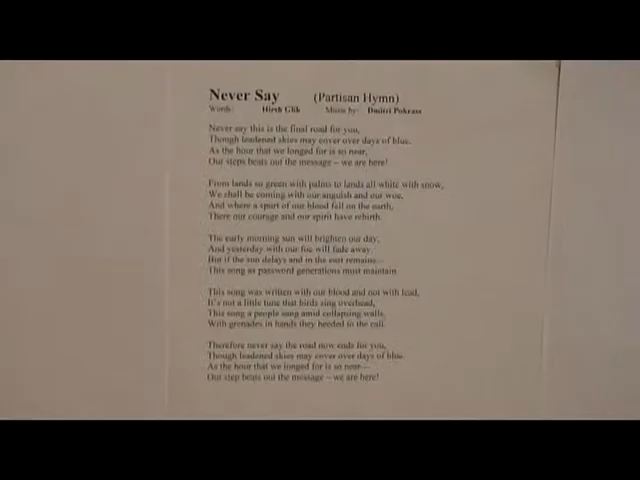 Never Say (Partisan Hymn)
Words: Hirsh Glik Music by: Dmitri Pokrass
Never say this is the final road for you,
Though leadened skies may cover over days of blue.
As the hour that we longed for is so near,
Our steps beats out the message – we are here!
From lands so green with palms to lands all white with snow,
We shall be coming with our anguish and our woe,
And where a spurt of our blood fell on the earth,
There our courage and our spirit have rebirth.
The early morning sun will brighten our day,
And yesterday with our foe will fade away.
But if the sun delays and in the east remains–
This song as password generations must maintain.
This song was written with our blood and not with lead,
It's not a little tune that birds sing overhead,
This song a people sang amid collapsing walls,
With grenades in hands they heeded to the call.
Therefore never say the road now ends for you,
Though leadened skies may cover over days of blue.
As the hour that we longed for is so near—
Our step beats out the message – we are here!